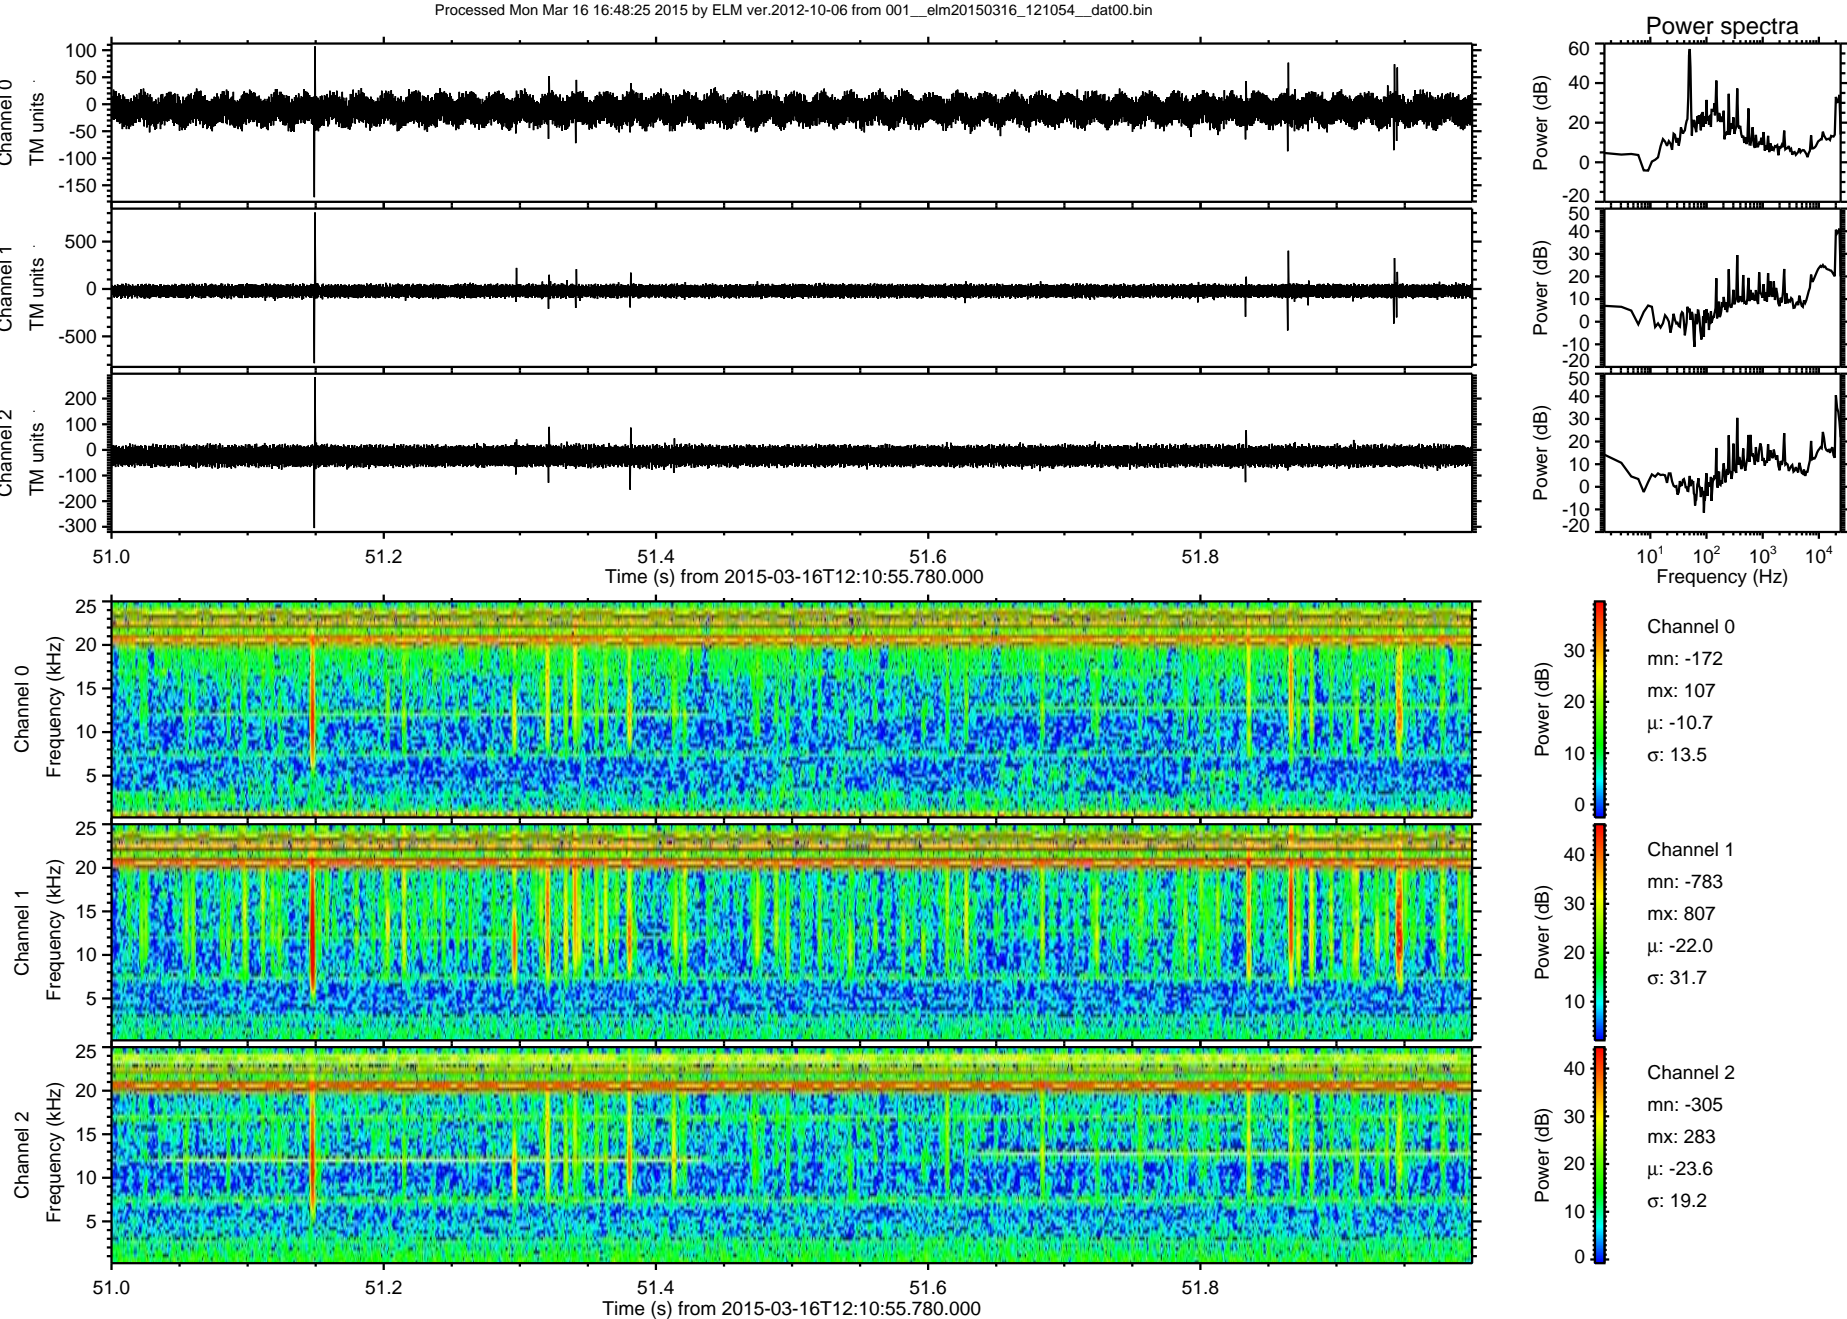 Processed Mon Mar 16 16:48:25 2015 by ELM ver.2012-10-06 from 001__elm20150316_121054__dat00.bin
Power spectra
Channel 0
TM units
100
50
0
-50
-100
-150
Power (dB)
60
40
20
0
-20
Channel 1
TM units
500
0
-500
Power (dB)
50
40
30
20
10
0
-10
-20
Channel 2
TM units
200
100
0
-100
-200
-300
Power (dB)
50
40
30
20
10
0
-10
-20
51.0 51.2 51.4 51.6 51.8
Time (s) from 2015-03-16T12:10:55.780.000
10¹ 10² 10³ 10⁴
Frequency (Hz)
Channel 0
Frequency (kHz)
25
20
15
10
5
Power (dB)
30
20
10
0
Channel 0
mn: -172
mx: 107
μ: -10.7
σ: 13.5
Channel 1
Frequency (kHz)
25
20
15
10
5
Power (dB)
40
30
20
10
Channel 1
mn: -783
mx: 807
μ: -22.0
σ: 31.7
Channel 2
Frequency (kHz)
25
20
15
10
5
Power (dB)
40
30
20
10
0
Channel 2
mn: -305
mx: 283
μ: -23.6
σ: 19.2
51.0 51.2 51.4 51.6 51.8
Time (s) from 2015-03-16T12:10:55.780.000